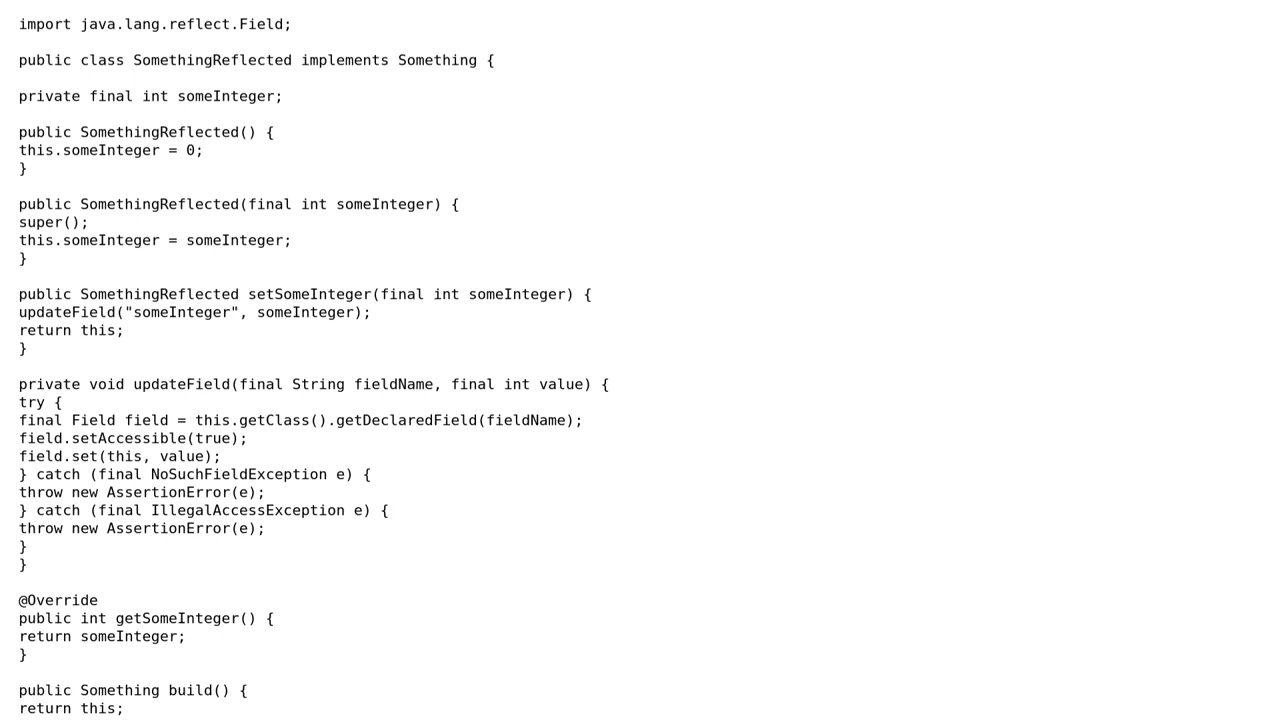 import java.lang.reflect.Field;
public class SomethingReflected implements Something {
private final int someInteger;
public SomethingReflected() {
this.someInteger = 0;
}
public SomethingReflected(final int someInteger) {
super();
this.someInteger = someInteger;
}
public SomethingReflected setSomeInteger(final int someInteger) {
updateField("someInteger", someInteger);
return this;
}
private void updateField(final String fieldName, final int value) {
try {
final Field field = this.getClass().getDeclaredField(fieldName);
field.setAccessible(true);
field.set(this, value);
} catch (final NoSuchFieldException e) {
throw new AssertionError(e);
} catch (final IllegalAccessException e) {
throw new AssertionError(e);
}
}
@Override
public int getSomeInteger() {
return someInteger;
}
public Something build() {
return this;